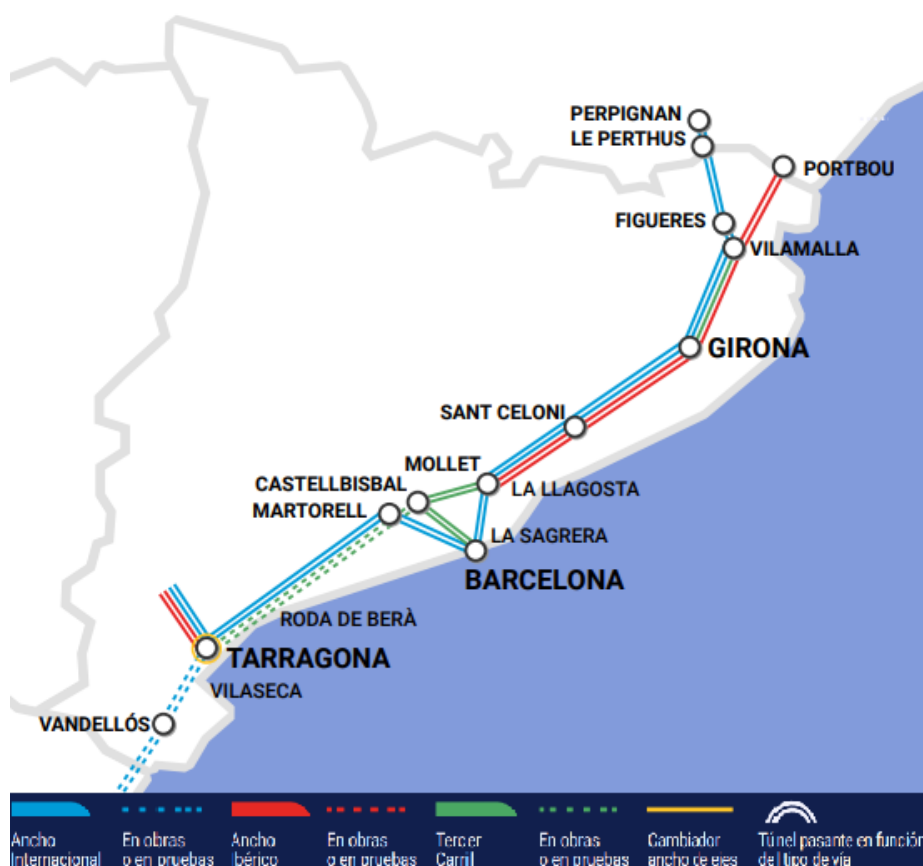 PERPIGNAN
LE PERTHUS
PORTBOU
FIGUERES
VILAMALLA
GIRONA
SANT CELONI
MOLLET
CASTELLBISBAL
LA LLAGOSTA
MARTORELL
LA SAGRERA
BARCELONA
RODA DE BERÀ
TARRAGONA
VILASECA
VANDELLÓS
Ancho
Internacional
En obras
o en pruebas
Ancho
Ibérico
En obras
o en pruebas
Tercer
Carril
En obras
o en pruebas
Cambiador
ancho de ejes
Túnel pasante en función
del tipo de vía